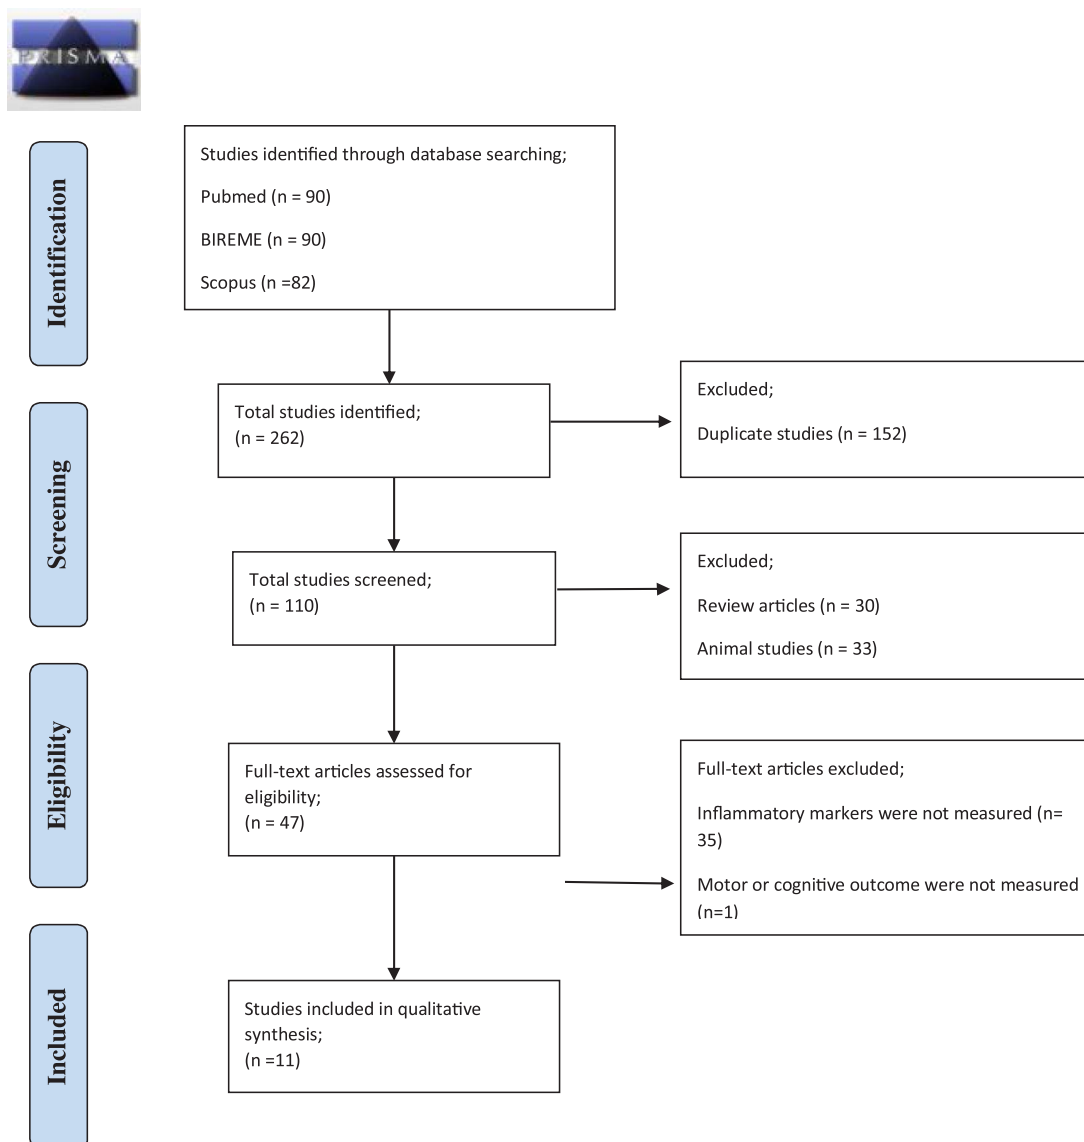 PRISMA
Identification
Studies identified through database searching;
Pubmed (n = 90)
BIREME (n = 90)
Scopus (n =82)
Total studies identified;
(n = 262)
Excluded;
Duplicate studies (n = 152)
Screening
Total studies screened;
(n = 110)
Excluded;
Review articles (n = 30)
Animal studies (n = 33)
Eligibility
Full-text articles assessed for
eligibility;
(n = 47)
Full-text articles excluded;
Inflammatory markers were not measured (n=
35)
Motor or cognitive outcome were not measured
(n=1)
Included
Studies included in qualitative
synthesis;
(n =11)